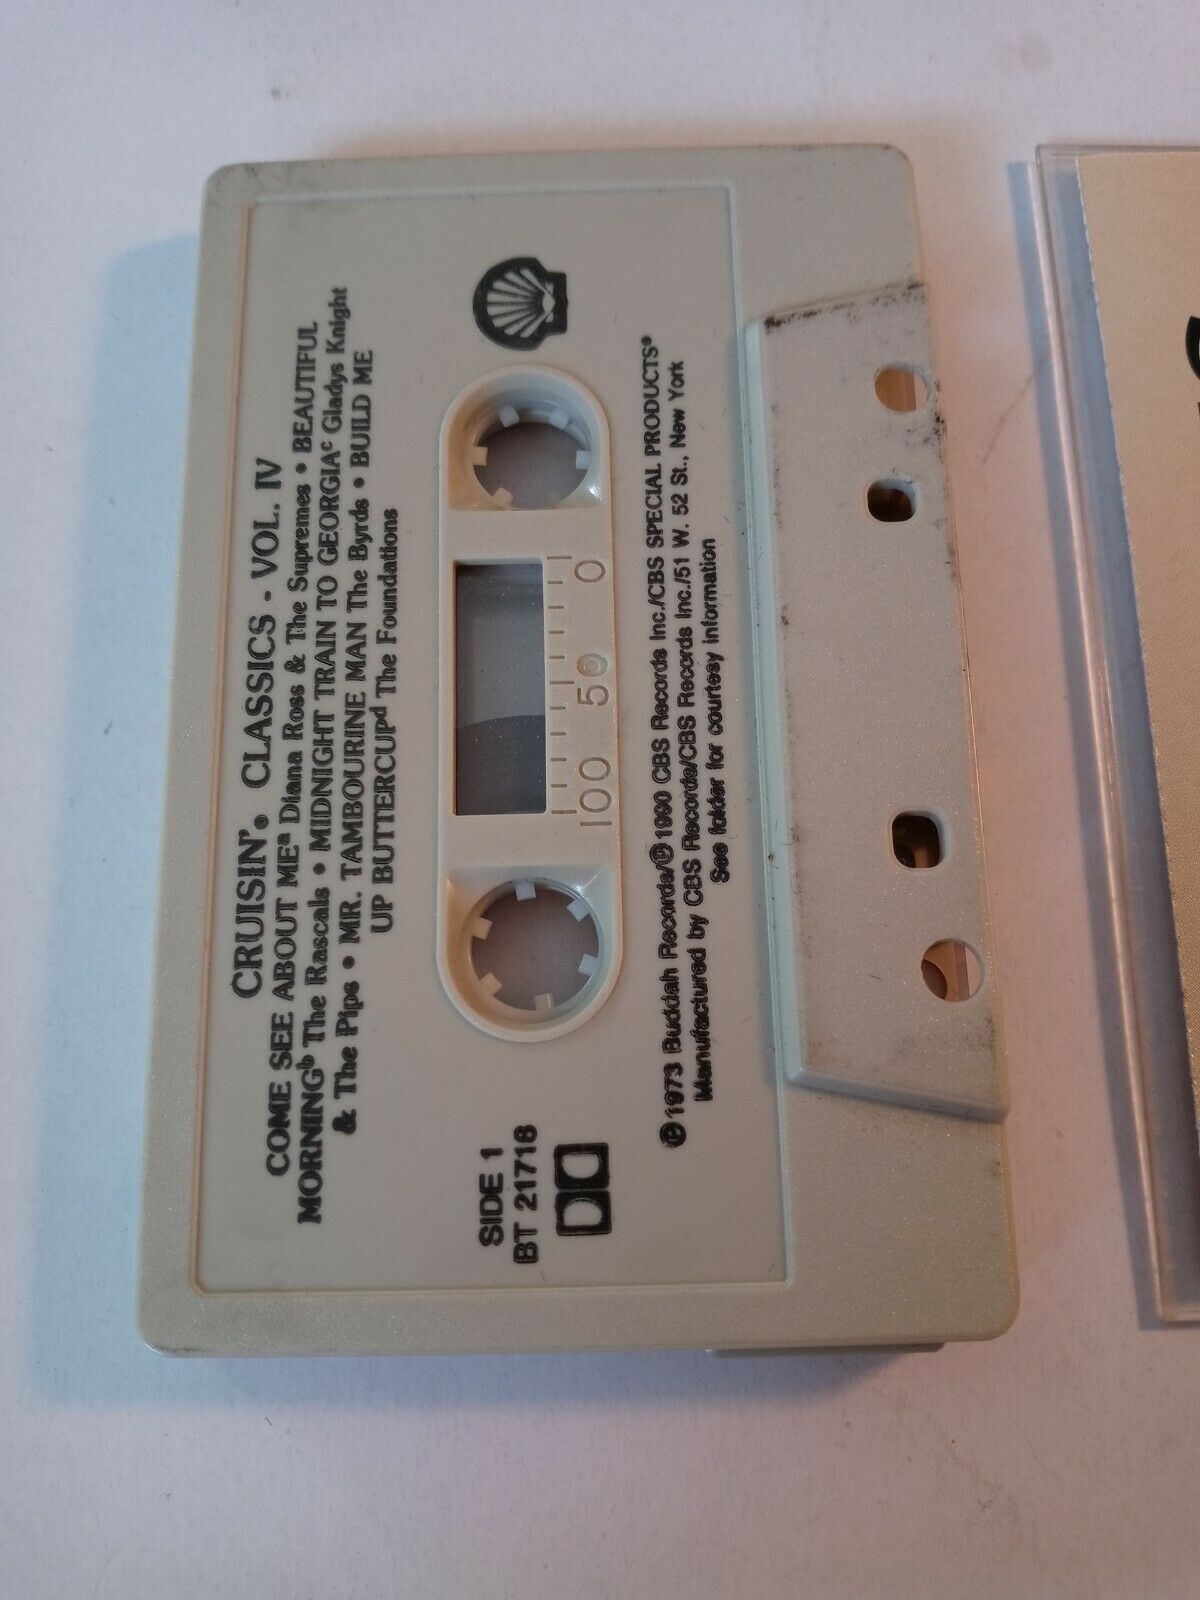 CRUISIN'® CLASSICS - VOL. IV
COME SEE ABOUT MEᵃ Diana Ross & The Supremes • BEAUTIFUL
MORNINGᵇ The Rascals • MIDNIGHT TRAIN TO GEORGIAᶜ Gladys Knight
& The Pips • MR. TAMBOURINE MAN The Byrds • BUILD ME
UP BUTTERCUPᵈ The Foundations
SIDE 1
BT 21718
100 50 0
℗1973 Buddah Records/℗1990 CBS Records Inc./CBS SPECIAL PRODUCTS®
Manufactured by CBS Records/CBS Records Inc./51 W. 52 St., New York
See folder for courtesy information